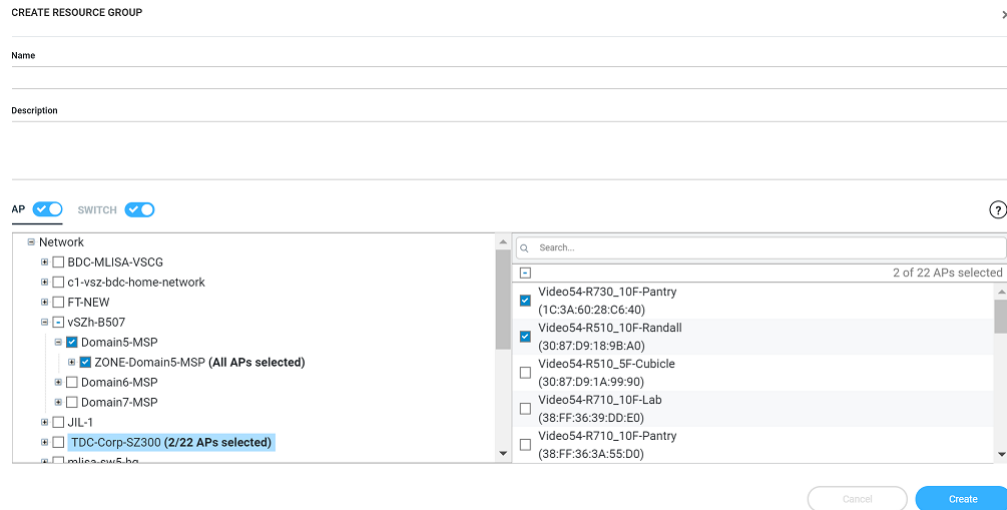 CREATE RESOURCE GROUP
Name
Description
AP
SWITCH
?
Network
BDC-MLISA-VSCG
c1-vsz-bdc-home-network
FT-NEW
vSZh-B507
Domain5-MSP
ZONE-Domain5-MSP (All APs selected)
Domain6-MSP
Domain7-MSP
JIL-1
TDC-Corp-SZ300 (2/22 APs selected)
mlisa-sw5-hq
Search...
2 of 22 APs selected
Video54-R730_10F-Pantry
(1C:3A:60:28:C6:40)
Video54-R510_10F-Randall
(30:87:D9:18:9B:A0)
Video54-R510_5F-Cubicle
(30:87:D9:1A:99:90)
Video54-R710_10F-Lab
(38:FF:36:39:DD:E0)
Video54-R710_10F-Pantry
(38:FF:36:3A:55:D0)
Cancel
Create